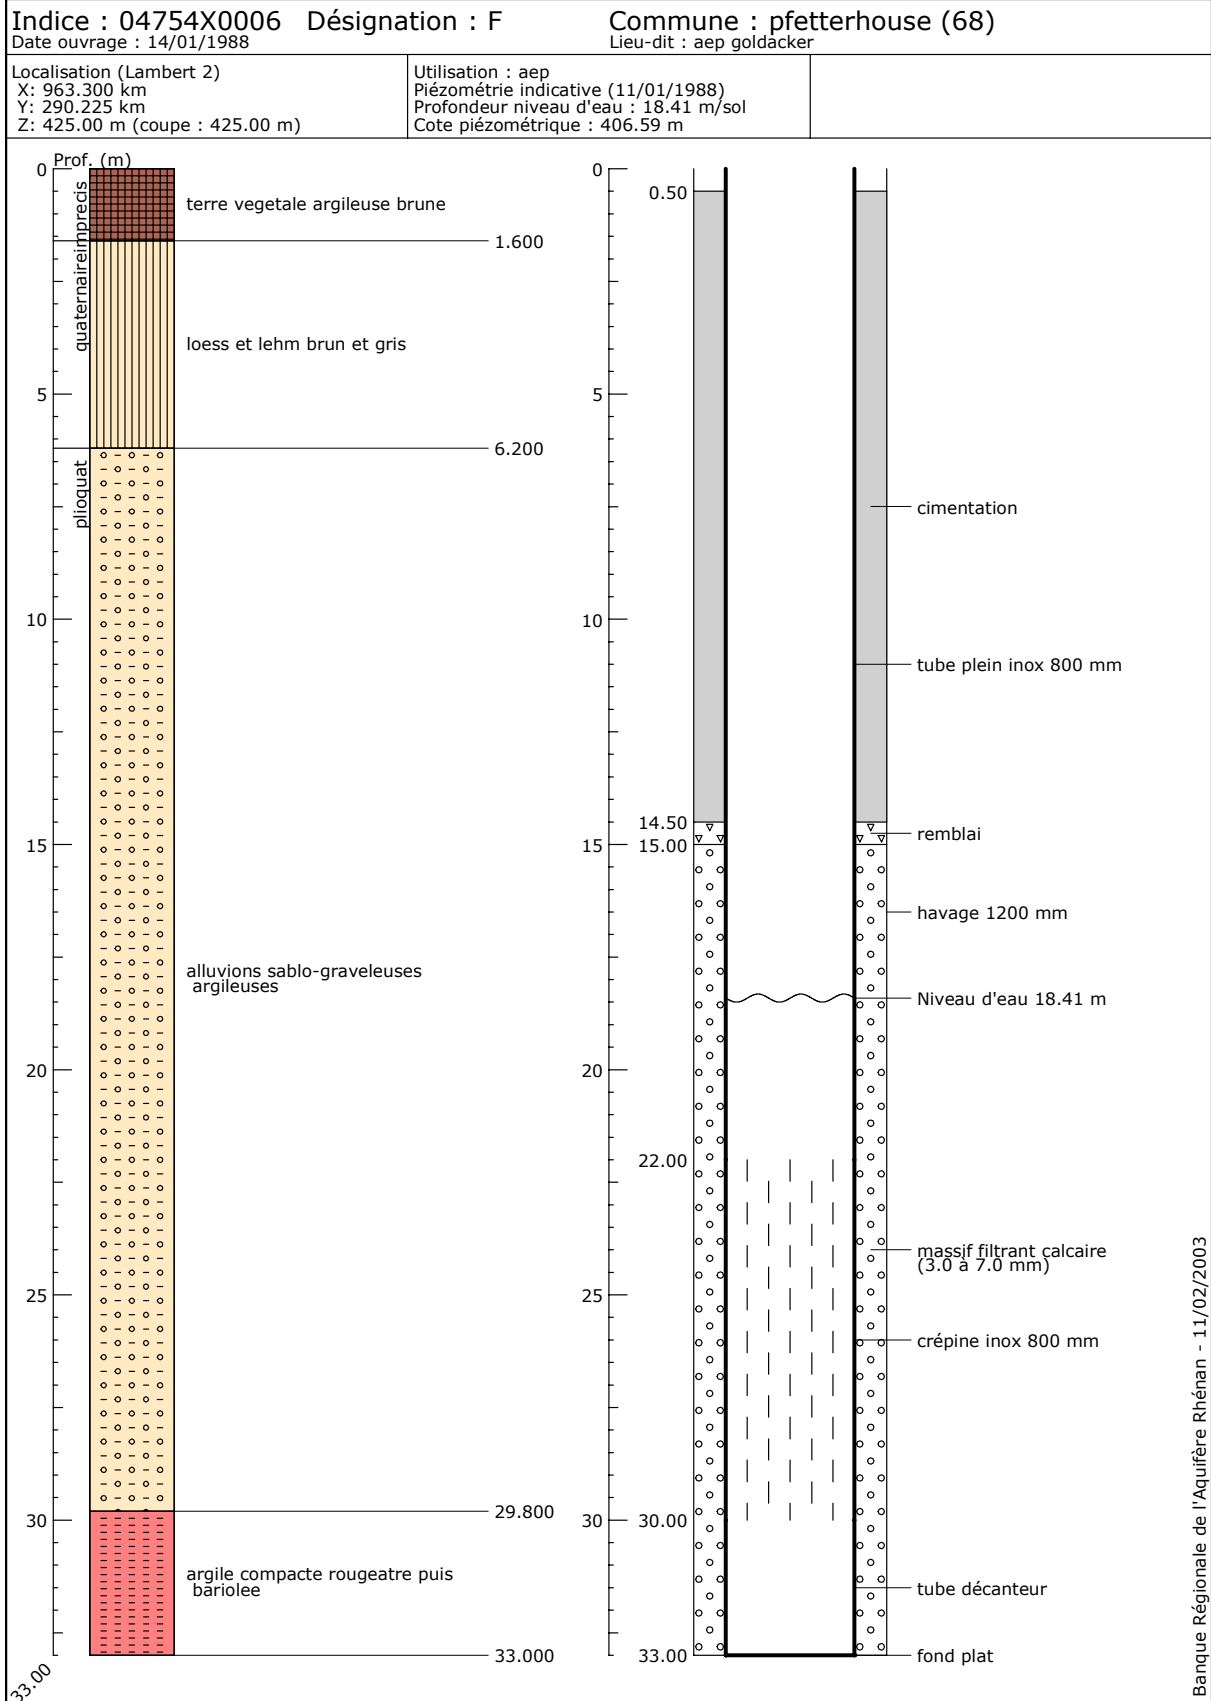 Indice : 04754X0006 Désignation : F
Commune : pfetterhouse (68)
Date ouvrage : 14/01/1988
Lieu-dit : aep goldacker
Localisation (Lambert 2)
X: 963.300 km
Y: 290.225 km
Z: 425.00 m (coupe : 425.00 m)
Utilisation : aep
Piézométrie indicative (11/01/1988)
Profondeur niveau d'eau : 18.41 m/sol
Cote piézométrique : 406.59 m
Prof. (m)
0
5
10
15
20
25
30
33.00
quaternaireimprecis
plioquat
terre vegetale argileuse brune
1.600
loess et lehm brun et gris
6.200
alluvions sablo-graveleuses
argileuses
29.800
argile compacte rougeatre puis
bariolee
33.000
0
5
10
15
20
25
30
0.50
14.50
15.00
22.00
30.00
33.00
cimentation
tube plein inox 800 mm
remblai
havage 1200 mm
Niveau d'eau 18.41 m
massif filtrant calcaire
(3.0 à 7.0 mm)
crépine inox 800 mm
tube décanteur
fond plat
Banque Régionale de l'Aquifère Rhénan - 11/02/2003